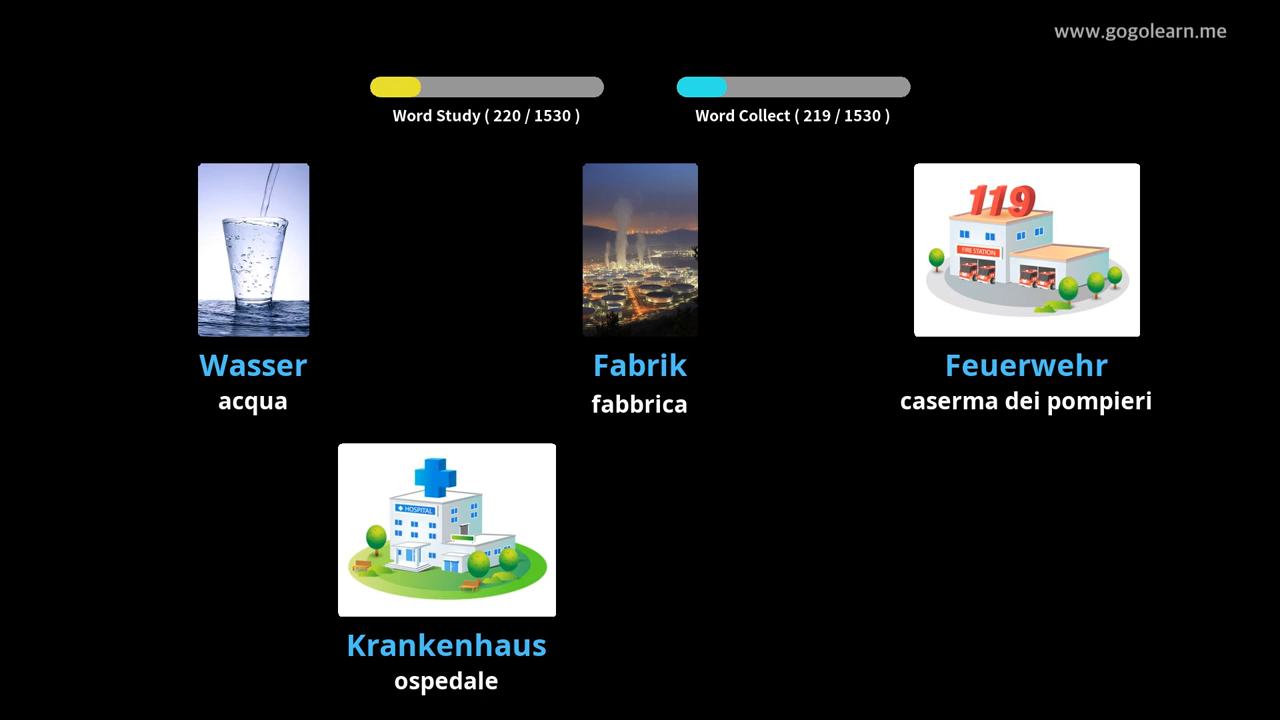 www.gogolearn.me
Word Study ( 220 / 1530 )
Word Collect ( 219 / 1530 )
119
FIRE STATION
Wasser
acqua
Fabrik
fabbrica
Feuerwehr
caserma dei pompieri
HOSPITAL
Krankenhaus
ospedale